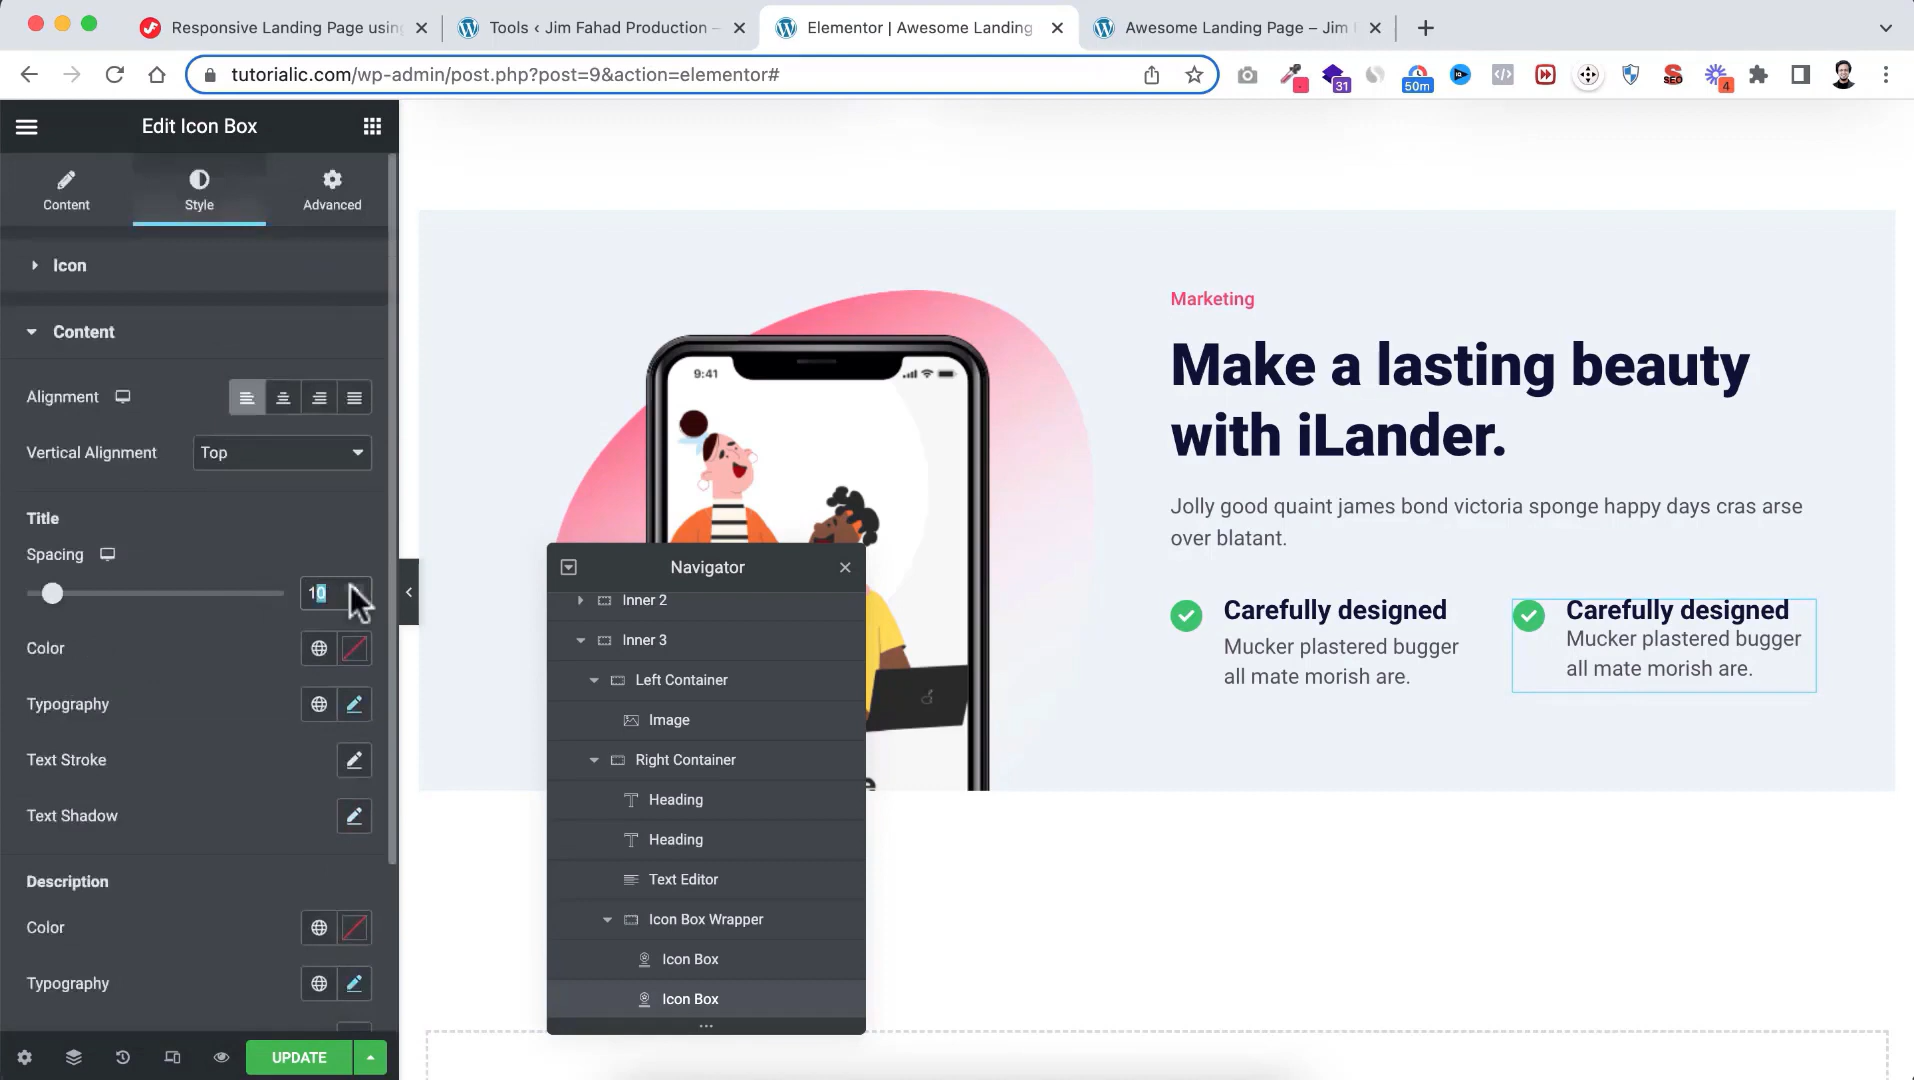 Responsive Landing Page using
Tools ‹ Jim Fahad Production –
Elementor | Awesome Landing
Awesome Landing Page – Jim
tutorialic.com/wp-admin/post.php?post=9&action=elementor#
31
50m
SEO
4
Edit Icon Box
Content
Style
Advanced
Icon
Content
Alignment
Vertical Alignment
Top
Title
Spacing
10
Color
Typography
Text Stroke
Text Shadow
Description
Color
Typography
UPDATE
9:41
Navigator
Inner 2
Inner 3
Left Container
Image
Right Container
Heading
Heading
Text Editor
Icon Box Wrapper
Icon Box
Icon Box
Marketing
Make a lasting beauty
with iLander.
Jolly good quaint james bond victoria sponge happy days cras arse
over blatant.
Carefully designed
Mucker plastered bugger
all mate morish are.
Carefully designed
Mucker plastered bugger
all mate morish are.